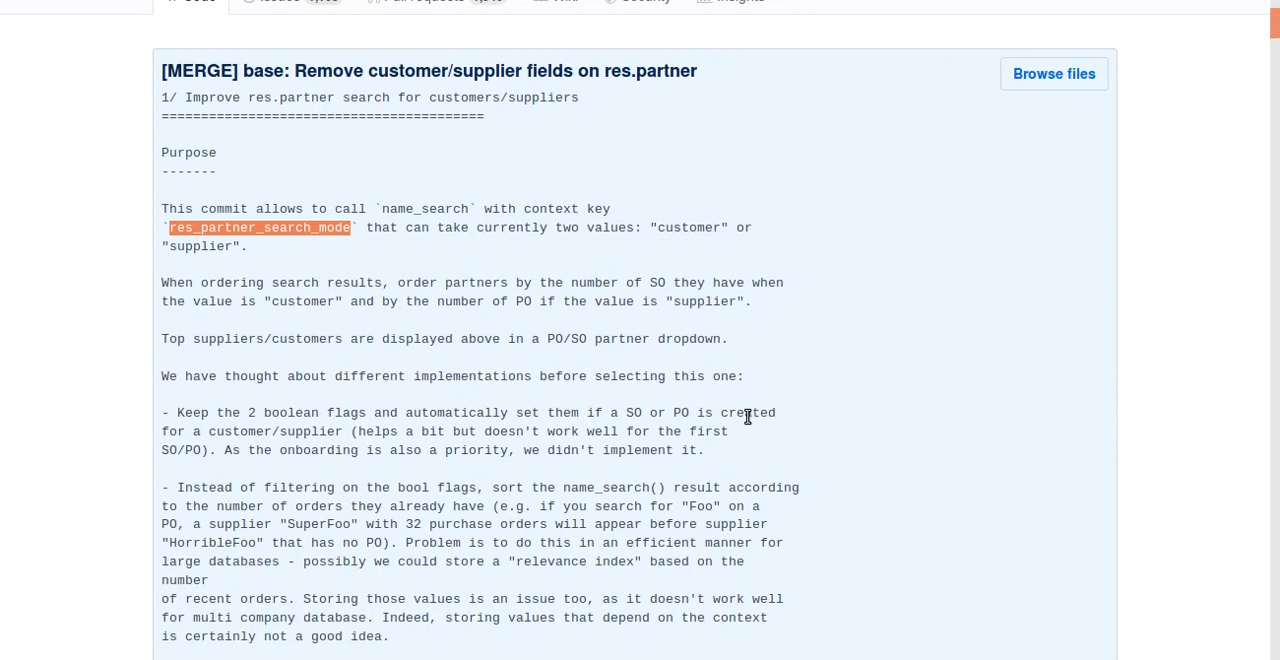 [MERGE] base: Remove customer/supplier fields on res.partner
Browse files
1/ Improve res.partner search for customers/suppliers
=========================================
Purpose
-------
This commit allows to call `name_search` with context key
`res_partner_search_mode` that can take currently two values: "customer" or
"supplier".
When ordering search results, order partners by the number of SO they have when
the value is "customer" and by the number of PO if the value is "supplier".
Top suppliers/customers are displayed above in a PO/SO partner dropdown.
We have thought about different implementations before selecting this one:
- Keep the 2 boolean flags and automatically set them if a SO or PO is created
for a customer/supplier (helps a bit but doesn't work well for the first
SO/PO). As the onboarding is also a priority, we didn't implement it.
- Instead of filtering on the bool flags, sort the name_search() result according
to the number of orders they already have (e.g. if you search for "Foo" on a
PO, a supplier "SuperFoo" with 32 purchase orders will appear before supplier
"HorribleFoo" that has no PO). Problem is to do this in an efficient manner for
large databases - possibly we could store a "relevance index" based on the
number
of recent orders. Storing those values is an issue too, as it doesn't work well
for multi company database. Indeed, storing values that depend on the context
is certainly not a good idea.